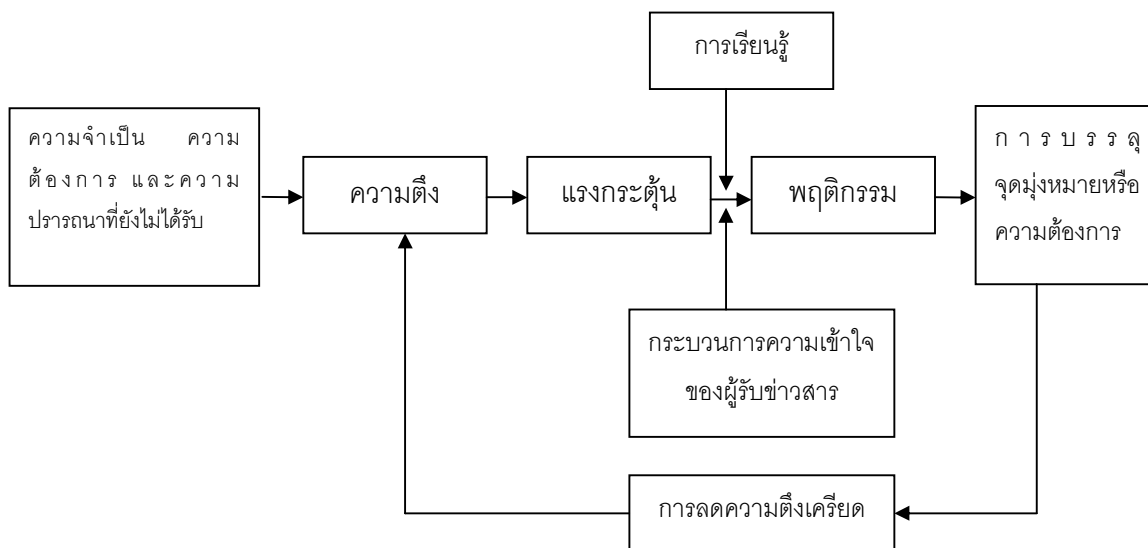 การเรียนรู้
ความจำเป็น ความ
ต้องการ และความ
ปรารถนาที่ยังไม่ได้รับ
ความตึง
แรงกระตุ้น
พฤติกรรม
การบรรลุ
จุดมุ่งหมายหรือ
ความต้องการ
กระบวนการความเข้าใจ
ของผู้รับข่าวสาร
การลดความตึงเครียด